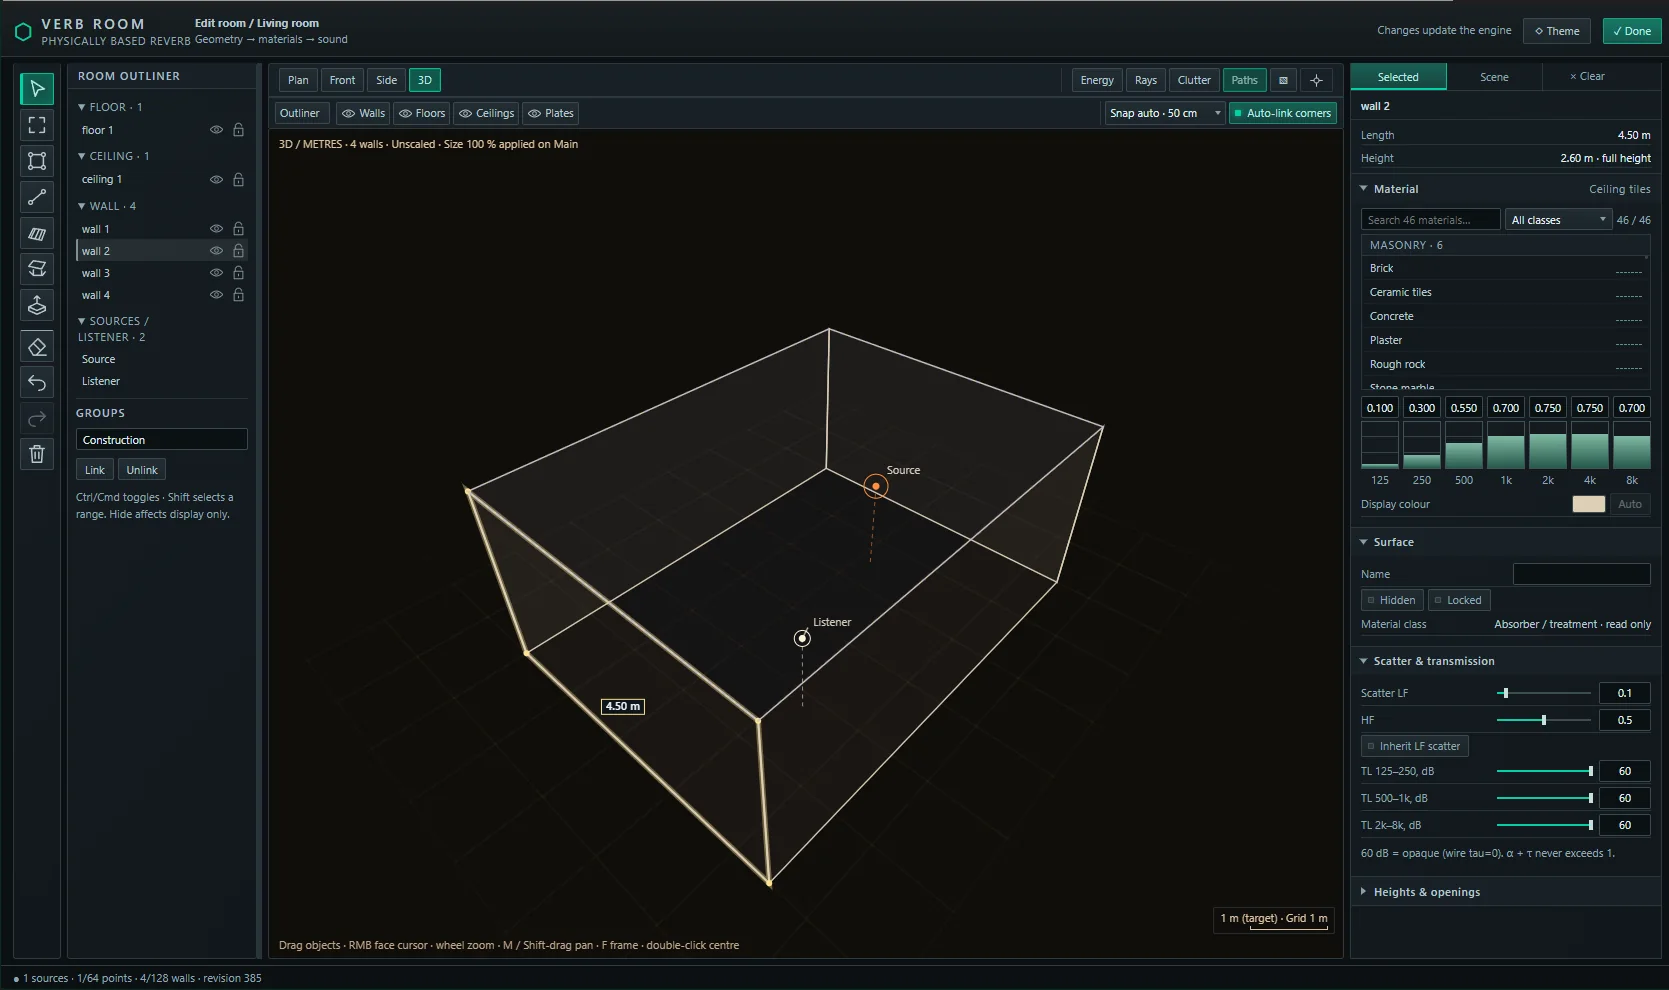 VERB ROOM
PHYSICALLY BASED REVERB
Edit room / Living room
Geometry → materials → sound
Changes update the engine
Theme
✓ Done
ROOM OUTLINER
FLOOR · 1
floor 1
CEILING · 1
ceiling 1
WALL · 4
wall 1
wall 2
wall 3
wall 4
SOURCES /
LISTENER · 2
Source
Listener
GROUPS
Construction
Link Unlink
Ctrl/Cmd toggles · Shift selects a
range. Hide affects display only.
Plan Front Side 3D
Energy Rays Clutter Paths
Outliner Walls Floors Ceilings Plates
Snap auto · 50 cm
Auto-link corners
3D / METRES · 4 walls · Unscaled · Size 100 % applied on Main
Source
Listener
4.50 m
1 m (target) · Grid 1 m
Drag objects · RMB face cursor · wheel zoom · M / Shift-drag pan · F frame · double-click centre
Selected Scene × Clear
wall 2
Length 4.50 m
Height 2.60 m · full height
Material Ceiling tiles
Search 46 materials... All classes 46 / 46
MASONRY · 6
Brick
Ceramic tiles
Concrete
Plaster
Rough rock
Stone marble
0.100 0.300 0.550 0.700 0.750 0.750 0.700
125 250 500 1k 2k 4k 8k
Display colour Auto
Surface
Name
Hidden Locked
Material class Absorber / treatment · read only
Scatter & transmission
Scatter LF 0.1
HF 0.5
Inherit LF scatter
TL 125–250, dB 60
TL 500–1k, dB 60
TL 2k–8k, dB 60
60 dB = opaque (wire tau=0). α + τ never exceeds 1.
Heights & openings
1 sources · 1/64 points · 4/128 walls · revision 385